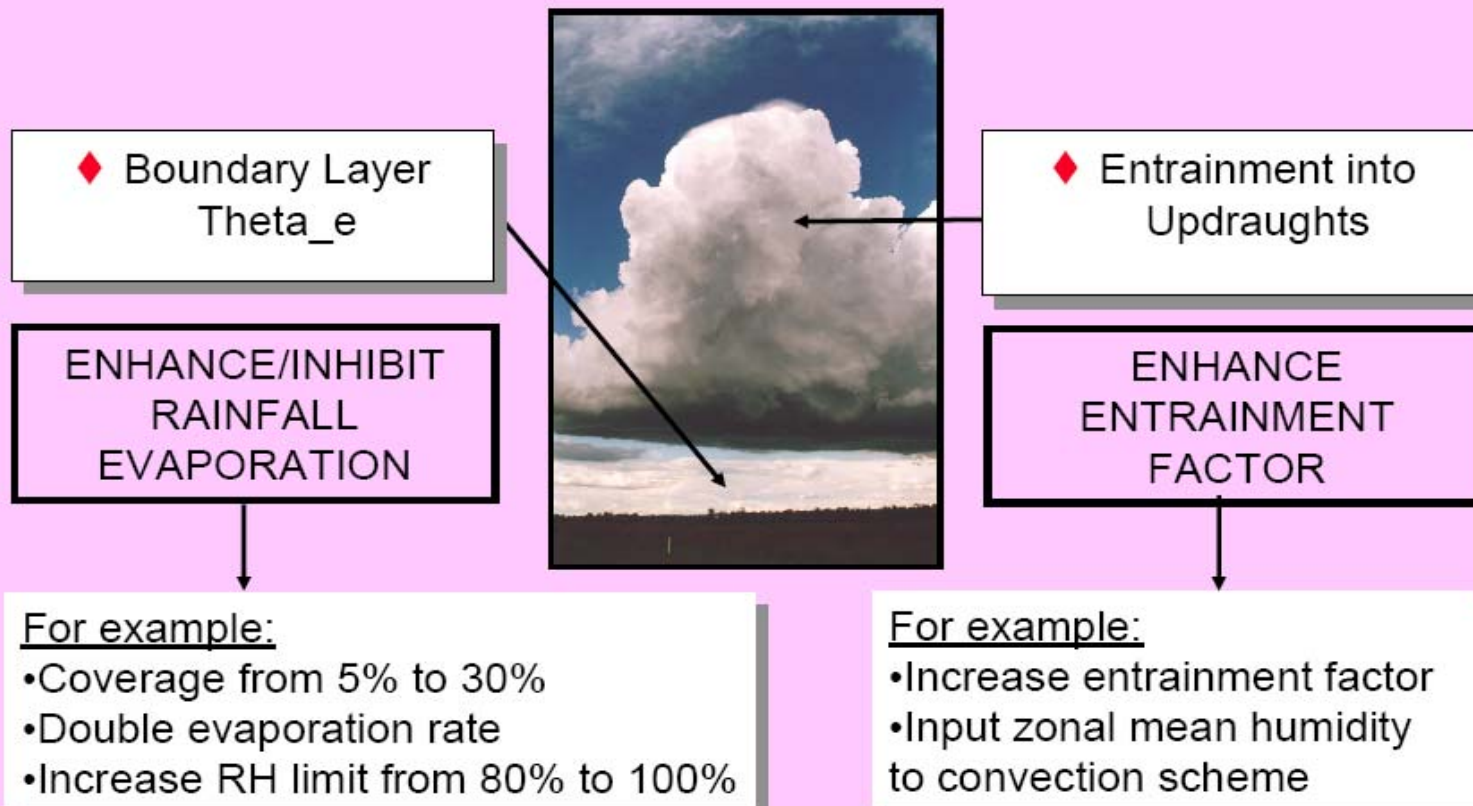 ♦ Boundary Layer
Theta_e
ENHANCE/INHIBIT
RAINFALL
EVAPORATION
For example:
•Coverage from 5% to 30%
•Double evaporation rate
•Increase RH limit from 80% to 100%
♦ Entrainment into
Updraughts
ENHANCE
ENTRAINMENT
FACTOR
For example:
•Increase entrainment factor
•Input zonal mean humidity
to convection scheme